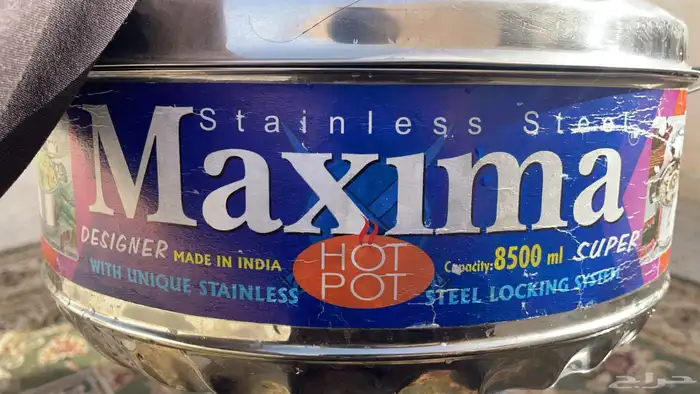 Stainless Steel
Maxima
DESIGNER MADE IN INDIA
HOT
POT
Capacity: 8500 ml SUPER
WITH UNIQUE STAINLESS STEEL LOCKING SYSTEM
حراج